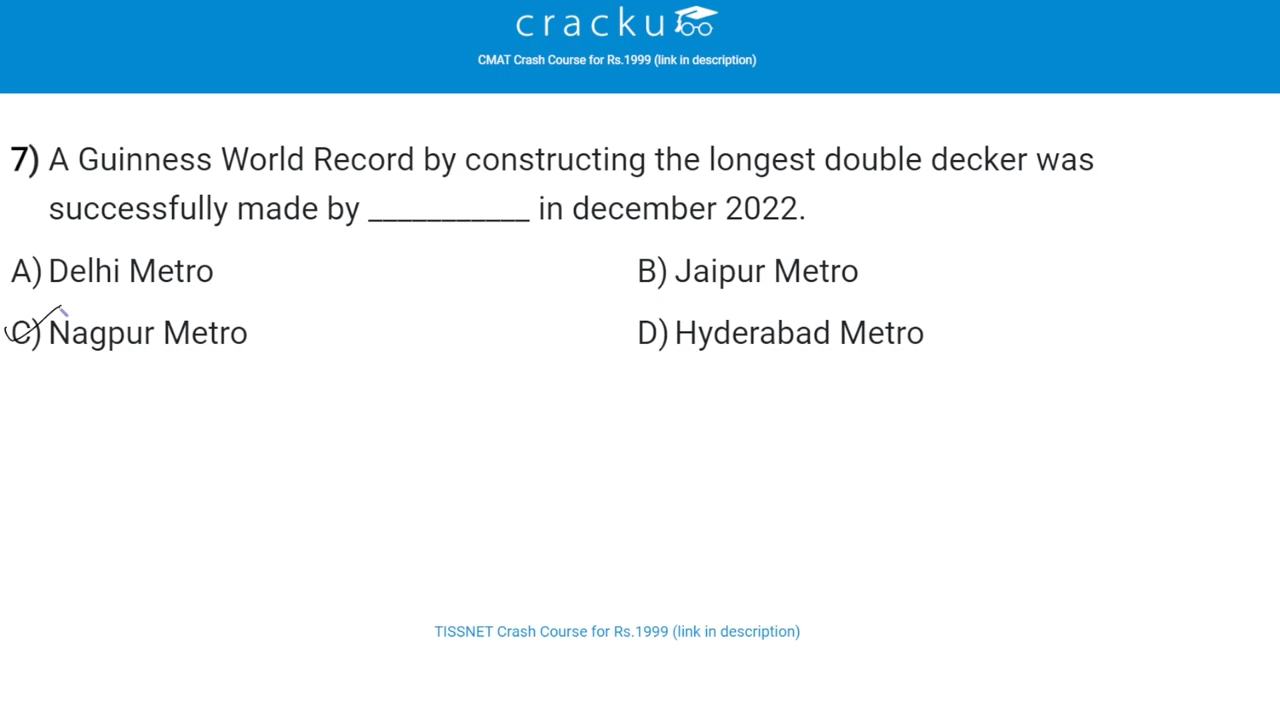 cracku
CMAT Crash Course for Rs.1999 (link in description)
7) A Guinness World Record by constructing the longest double decker was
successfully made by ___________ in december 2022.
A) Delhi Metro
B) Jaipur Metro
C) Nagpur Metro
D) Hyderabad Metro
TISSNET Crash Course for Rs.1999 (link in description)